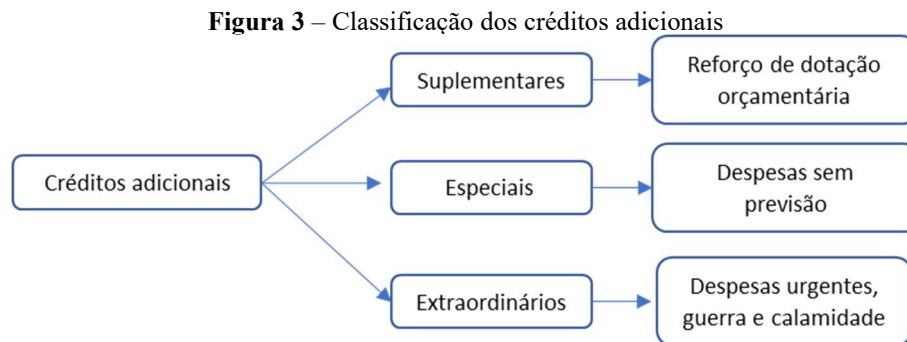 Figura 3 – Classificação dos créditos adicionais
Suplementares
Reforço de dotação
orçamentária
Créditos adicionais
Especiais
Despesas sem
previsão
Extraordinários
Despesas urgentes,
guerra e calamidade